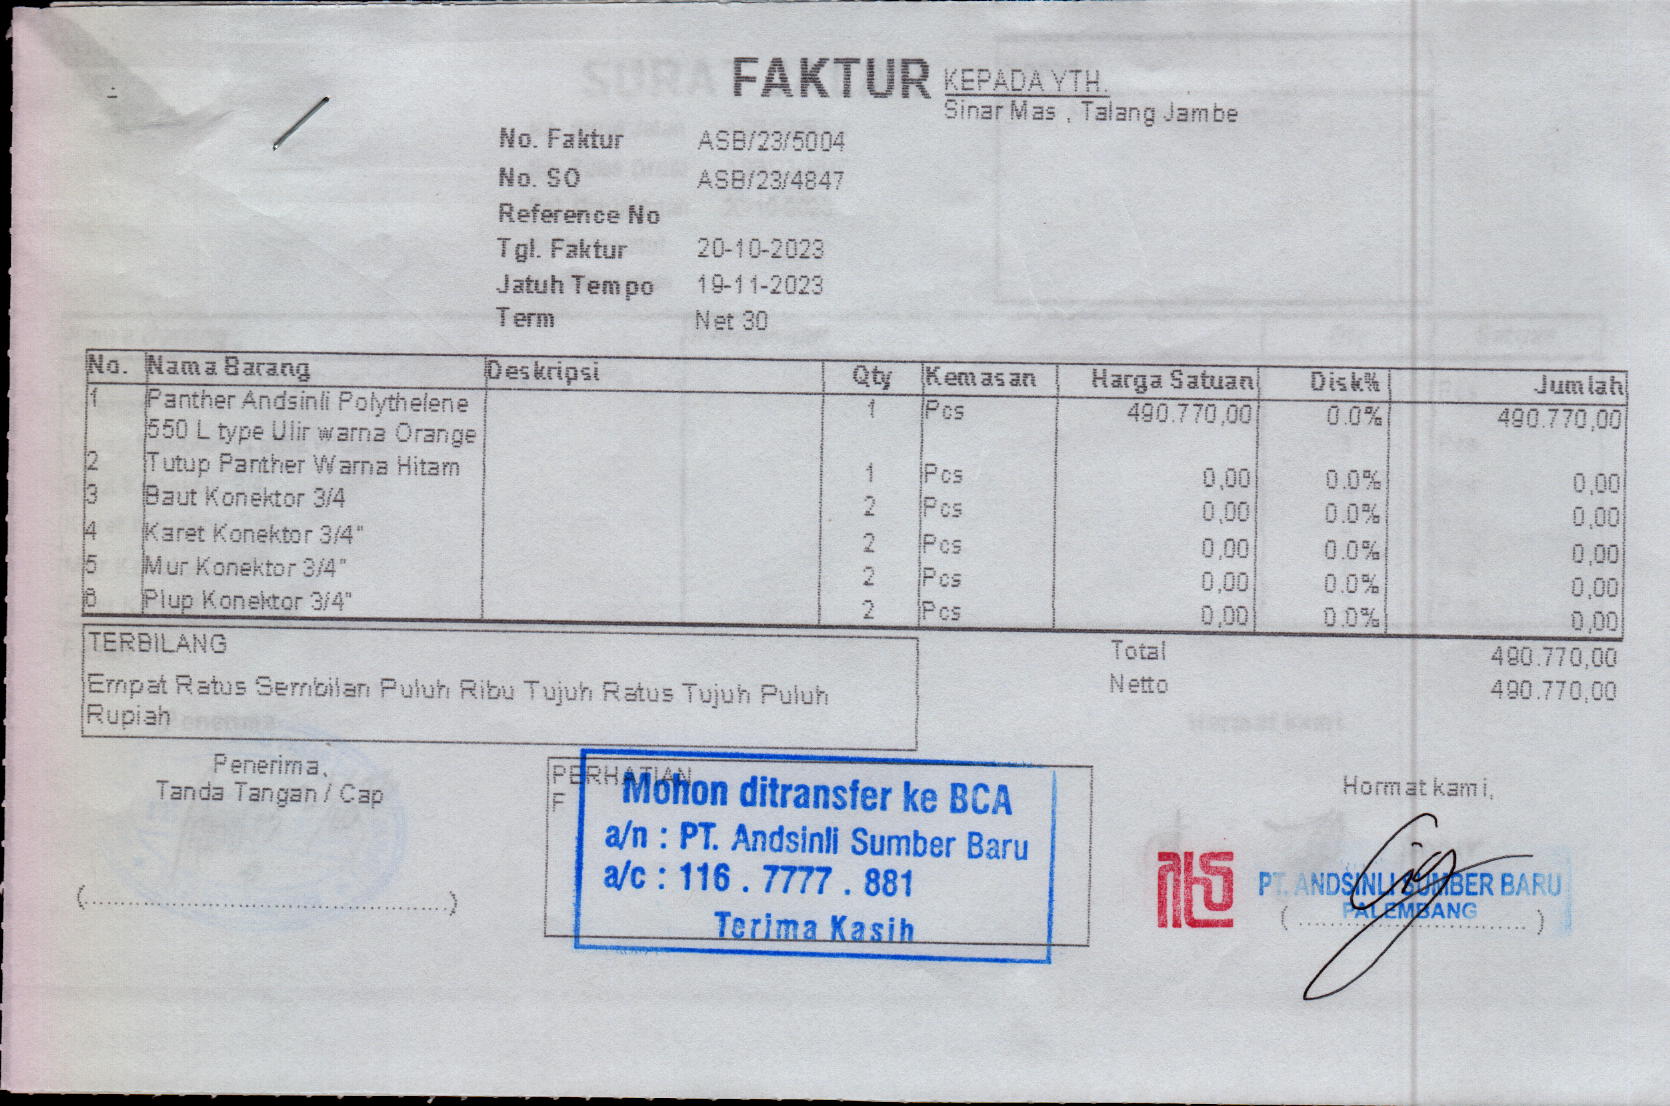 FAKTUR
KEPADA YTH.
Sinar Mas , Talang Jambe
No. Faktur ASB/23/5004
No. SO ASB/23/4847
Reference No
Tgl. Faktur 20-10-2023
Jatuh Tempo 19-11-2023
Term Net 30
No. Nama Barang Deskripsi Qty Kemasan Harga Satuan Disk% Jumlah
1 Panther Andsinli Polythelene 1 Pcs 490.770,00 0.0% 490.770,00
550 L type Ulir warna Orange
2 Tutup Panther Warna Hitam 1 Pcs 0,00 0.0% 0,00
3 Baut Konektor 3/4 2 Pcs 0,00 0.0% 0,00
4 Karet Konektor 3/4" 2 Pcs 0,00 0.0% 0,00
5 Mur Konektor 3/4" 2 Pcs 0,00 0.0% 0,00
6 Plup Konektor 3/4" 2 Pcs 0,00 0.0% 0,00
TERBILANG
Empat Ratus Sembilan Puluh Ribu Tujuh Ratus Tujuh Puluh
Rupiah
Total 490.770,00
Netto 490.770,00
Penerima,
Tanda Tangan / Cap
PERHATIAN
F
Mohon ditransfer ke BCA
a/n : PT. Andsinli Sumber Baru
a/c : 116 . 7777 . 881
Terima Kasih
Hormat kami,
PT. ANDSINLI SUMBER BARU
PALEMBANG